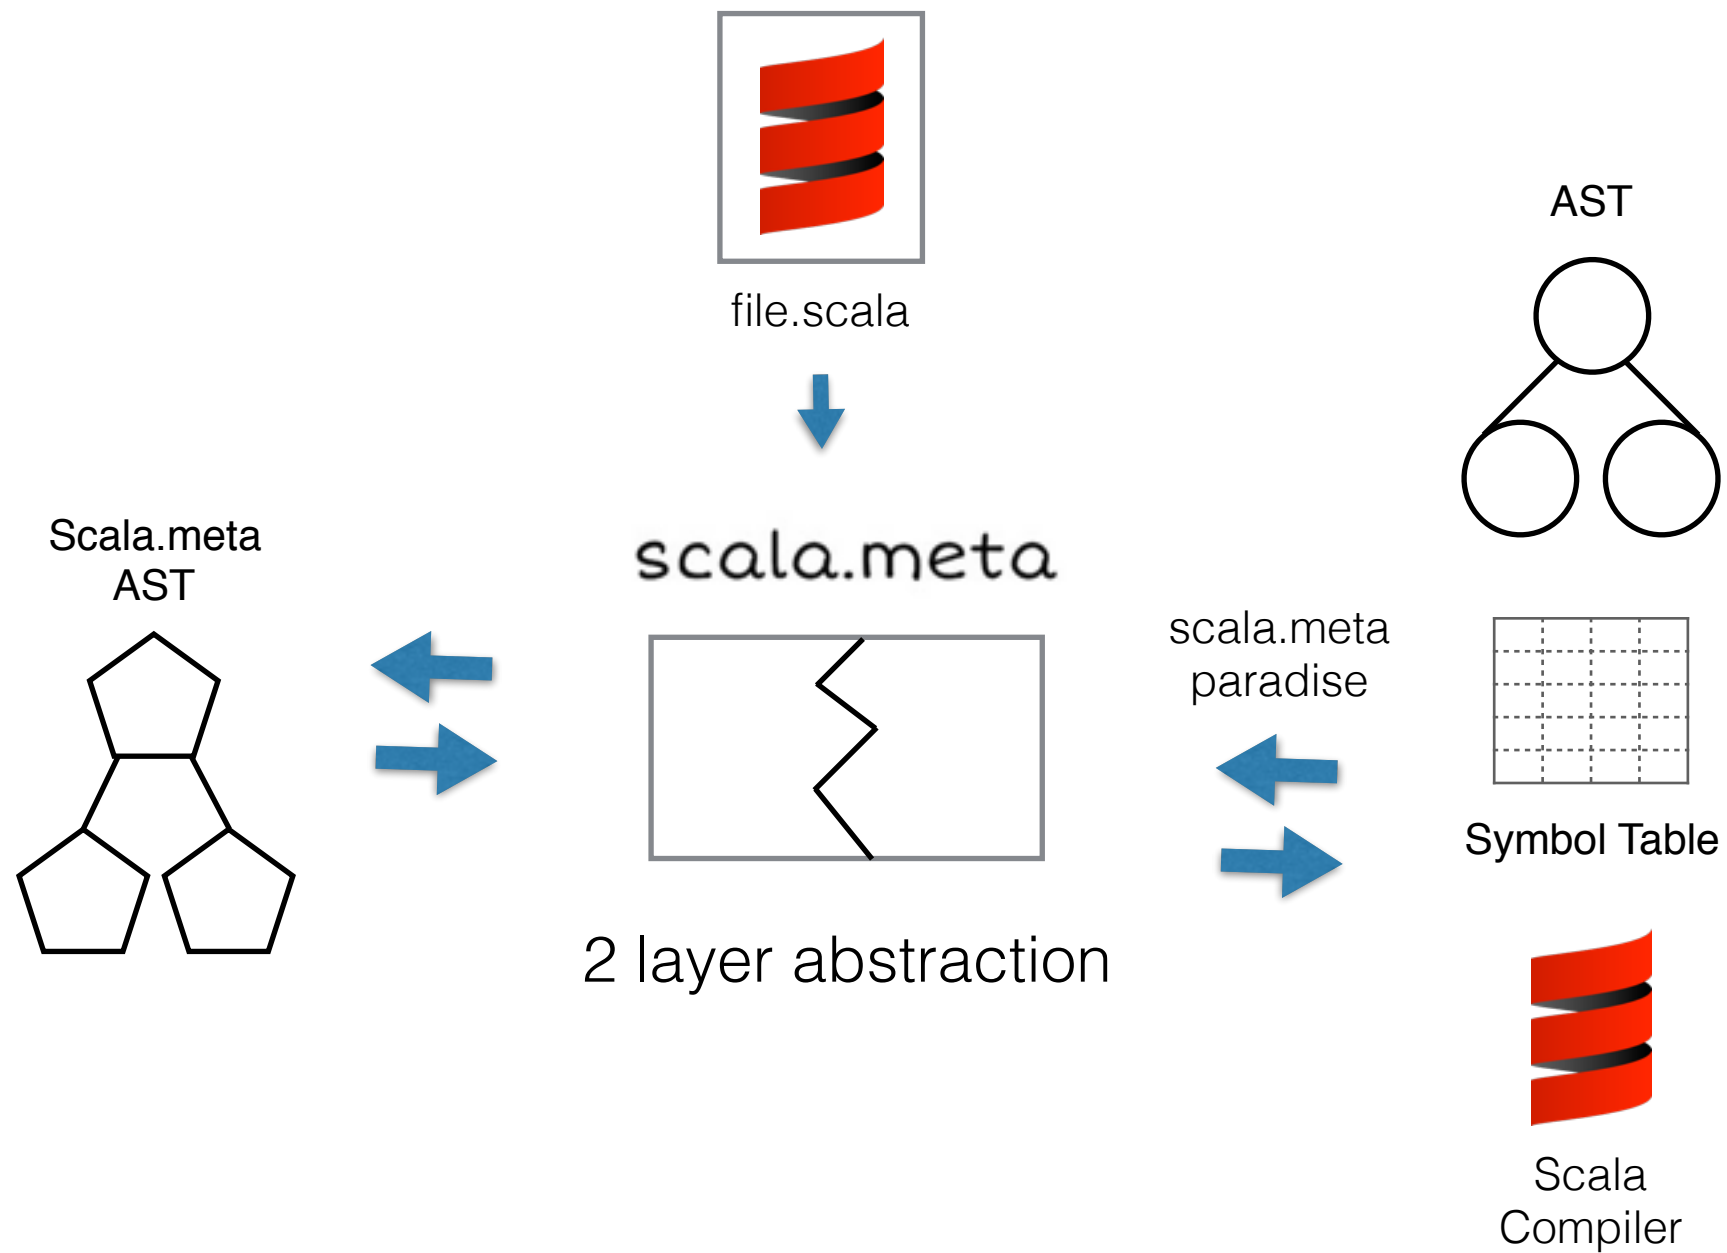 file.scala
AST
Scala.meta
AST
scala.meta
scala.meta
paradise
Symbol Table
2 layer abstraction
Scala
Compiler